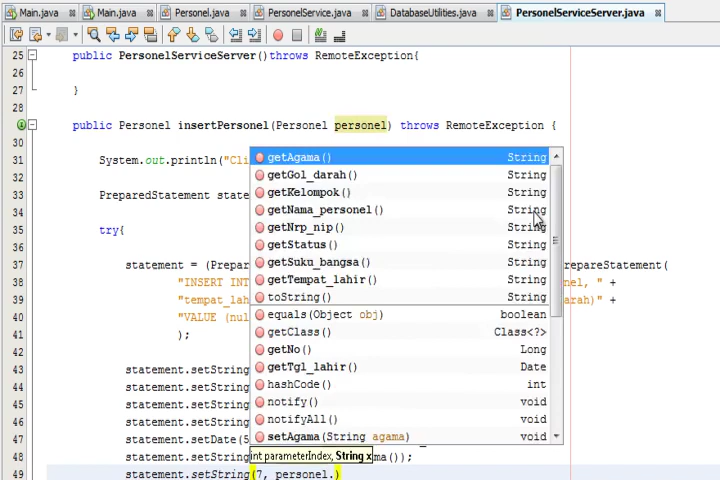 Main.java Main.java Personel.java PersonelService.java DatabaseUtilities.java PersonelServiceServer.java
25 public PersonelServiceServer()throws RemoteException{
26
27 }
28
public Personel insertPersonel(Personel personel) throws RemoteException {
30
31 System.out.println("Cli
32
33 PreparedStatement state
34
35 try{
36
37 statement = (Prepar reparedStatement(
38 "INSERT INT nel, " +
39 "tempat_lah arah)" +
40 "VALUE (nul
41 );
42
43 statement.setString
44 statement.setString
45 statement.setString
46 statement.setString
47 statement.setDate(5
48 statement.setString ama());
49 statement.setString(7, personel.)
getAgama() String
getGol_darah() String
getKelompok() String
getNama_personel() String
getNrp_nip() String
getStatus() String
getSuku_bangsa() String
getTempat_lahir() String
toString() String
equals(Object obj) boolean
getClass() Class<?>
getNo() Long
getTgl_lahir() Date
hashCode() int
notify() void
notifyAll() void
setAgama(String agama) void
int parameterIndex, String x